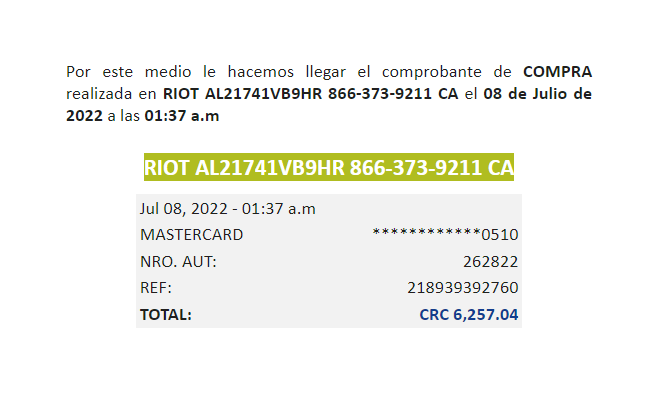 Por este medio le hacemos llegar el comprobante de COMPRA
realizada en RIOT AL21741VB9HR 866-373-9211 CA el 08 de Julio de
2022 a las 01:37 a.m
RIOT AL21741VB9HR 866-373-9211 CA
Jul 08, 2022 - 01:37 a.m
MASTERCARD ************0510
NRO. AUT: 262822
REF: 218939392760
TOTAL: CRC 6,257.04